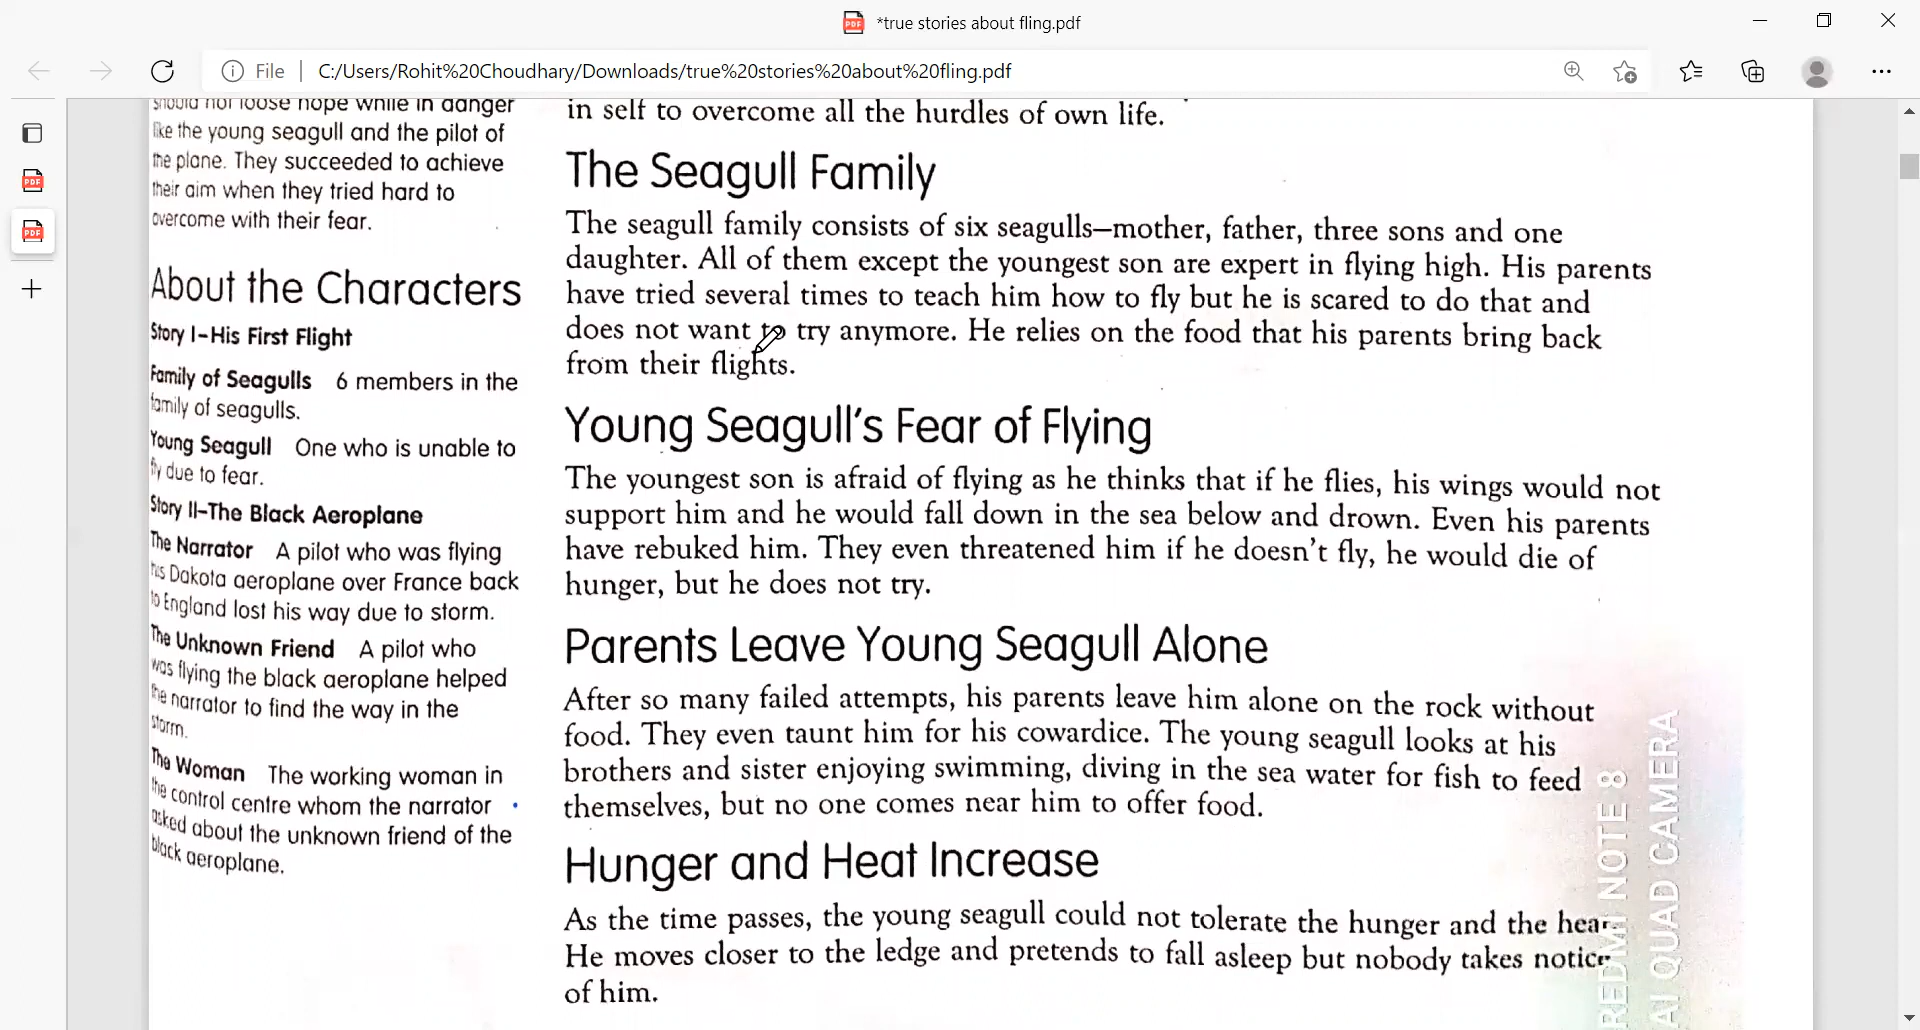 *true stories about fling.pdf
File
C:/Users/Rohit%20Choudhary/Downloads/true%20stories%20about%20fling.pdf
should not loose hope while in danger
like the young seagull and the pilot of
the plane. They succeeded to achieve
their aim when they tried hard to
overcome with their fear.
About the Characters
Story I–His First Flight
Family of Seagulls 6 members in the
family of seagulls.
Young Seagull One who is unable to
fly due to fear.
Story II–The Black Aeroplane
The Narrator A pilot who was flying
his Dakota aeroplane over France back
to England lost his way due to storm.
The Unknown Friend A pilot who
was flying the black aeroplane helped
the narrator to find the way in the
storm.
The Woman The working woman in
the control centre whom the narrator
asked about the unknown friend of the
black aeroplane.
in self to overcome all the hurdles of own life.
The Seagull Family
The seagull family consists of six seagulls—mother, father, three sons and one
daughter. All of them except the youngest son are expert in flying high. His parents
have tried several times to teach him how to fly but he is scared to do that and
does not want to try anymore. He relies on the food that his parents bring back
from their flights.
Young Seagull's Fear of Flying
The youngest son is afraid of flying as he thinks that if he flies, his wings would not
support him and he would fall down in the sea below and drown. Even his parents
have rebuked him. They even threatened him if he doesn't fly, he would die of
hunger, but he does not try.
Parents Leave Young Seagull Alone
After so many failed attempts, his parents leave him alone on the rock without
food. They even taunt him for his cowardice. The young seagull looks at his
brothers and sister enjoying swimming, diving in the sea water for fish to feed
themselves, but no one comes near him to offer food.
Hunger and Heat Increase
As the time passes, the young seagull could not tolerate the hunger and the
He moves closer to the ledge and pretends to fall asleep but nobody takes notice
of him.
REDMI NOTE 8
AI QUAD CAMERA